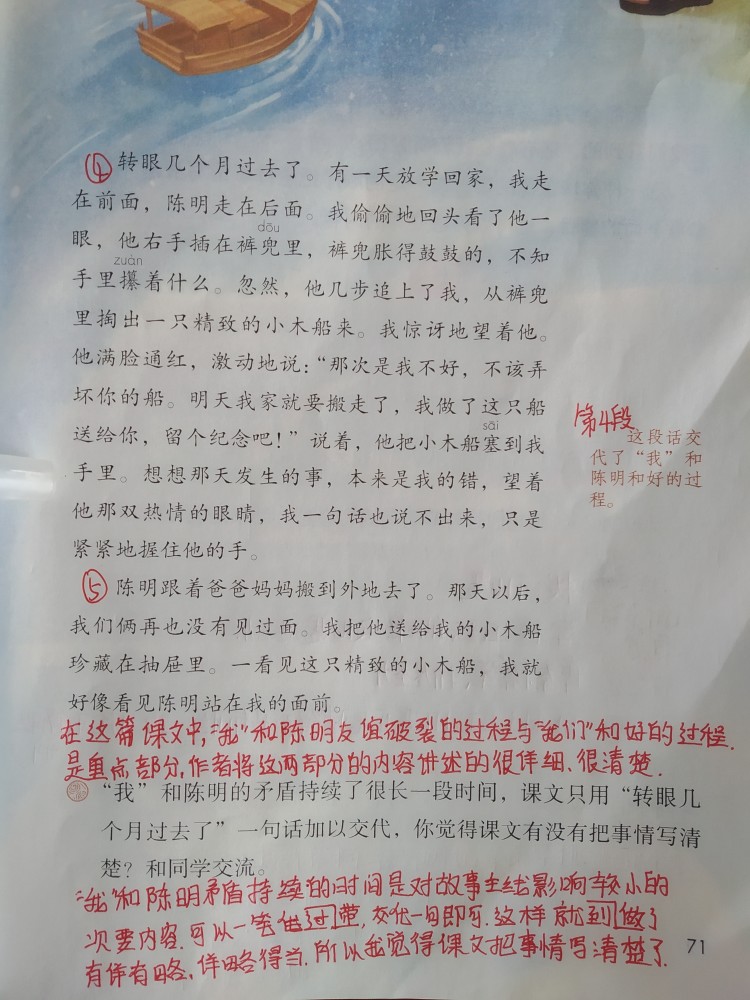 ④ 转眼几个月过去了。有一天放学回家，我走
在前面，陈明走在后面。我偷偷地回头看了他一
dōu
眼，他右手插在裤兜里，裤兜胀得鼓鼓的，不知
zuàn
手里攥着什么。忽然，他几步追上了我，从裤兜
里掏出一只精致的小木船来。我惊讶地望着他。
他满脸通红，激动地说：“那次是我不好，不该弄
坏你的船。明天我家就要搬走了，我做了这只船
sāi
送给你，留个纪念吧！”说着，他把小木船塞到我
手里。想想那天发生的事，本来是我的错，望着
他那双热情的眼睛，我一句话也说不出来，只是
紧紧地握住他的手。
第4段
这段话交
代了“我”和
陈明和好的过
程。
⑤ 陈明跟着爸爸妈妈搬到外地去了。那天以后，
我们俩再也没有见过面。我把他送给我的小木船
珍藏在抽屉里。一看见这只精致的小木船，我就
好像看见陈明站在我的面前。
在这篇课文中，“我”和陈明友谊破裂的过程与“我们”和好的过程.
是重点部分，作者将这两部分的内容讲述的很详细、很清楚.
“我”和陈明的矛盾持续了很长一段时间，课文只用“转眼几
个月过去了”一句话加以交代，你觉得课文有没有把事情写清
楚？和同学交流。
“我”和陈明矛盾持续的时间是对故事主线影响较小的
次要内容.可以一笔带过，交代一句即可.这样就到做了
有详有略，详略得当.所以我觉得课文把事情写清楚了.
71